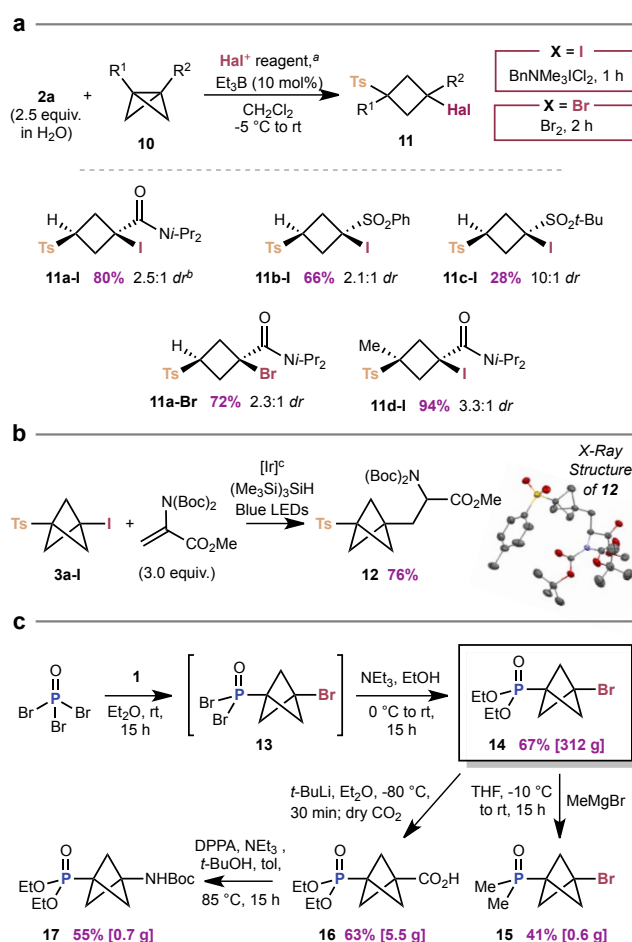 a
2a
(2.5 equiv.
in H2O)
+
R1
R2
10
Hal+ reagent,a
Et3B (10 mol%)
CH2Cl2
-5 °C to rt
Ts
R1
R2
Hal
11
X = I
BnNMe3ICl2, 1 h
X = Br
Br2, 2 h
H
Ts
O
Ni-Pr2
I
11a-I 80% 2.5:1 drb
H
Ts
SO2Ph
I
11b-I 66% 2.1:1 dr
H
Ts
SO2t-Bu
I
11c-I 28% 10:1 dr
H
Ts
O
Ni-Pr2
Br
11a-Br 72% 2.3:1 dr
Me
Ts
O
Ni-Pr2
I
11d-I 94% 3.3:1 dr
b
Ts
I
3a-I
+
N(Boc)2
CO2Me
(3.0 equiv.)
[Ir]c
(Me3Si)3SiH
Blue LEDs
(Boc)2N
CO2Me
Ts
12 76%
X-Ray
Structure
of 12
c
O
P
Br
Br
Br
1
Et2O, rt,
15 h
O
P
Br
Br
Br
13
NEt3, EtOH
0 °C to rt,
15 h
O
P
EtO
EtO
Br
14 67% [312 g]
t-BuLi, Et2O, -80 °C,
30 min; dry CO2
THF, -10 °C
to rt, 15 h
MeMgBr
O
P
EtO
EtO
NHBoc
17 55% [0.7 g]
DPPA, NEt3 ,
t-BuOH, tol,
85 °C, 15 h
O
P
EtO
EtO
CO2H
16 63% [5.5 g]
O
P
Me
Me
Br
15 41% [0.6 g]